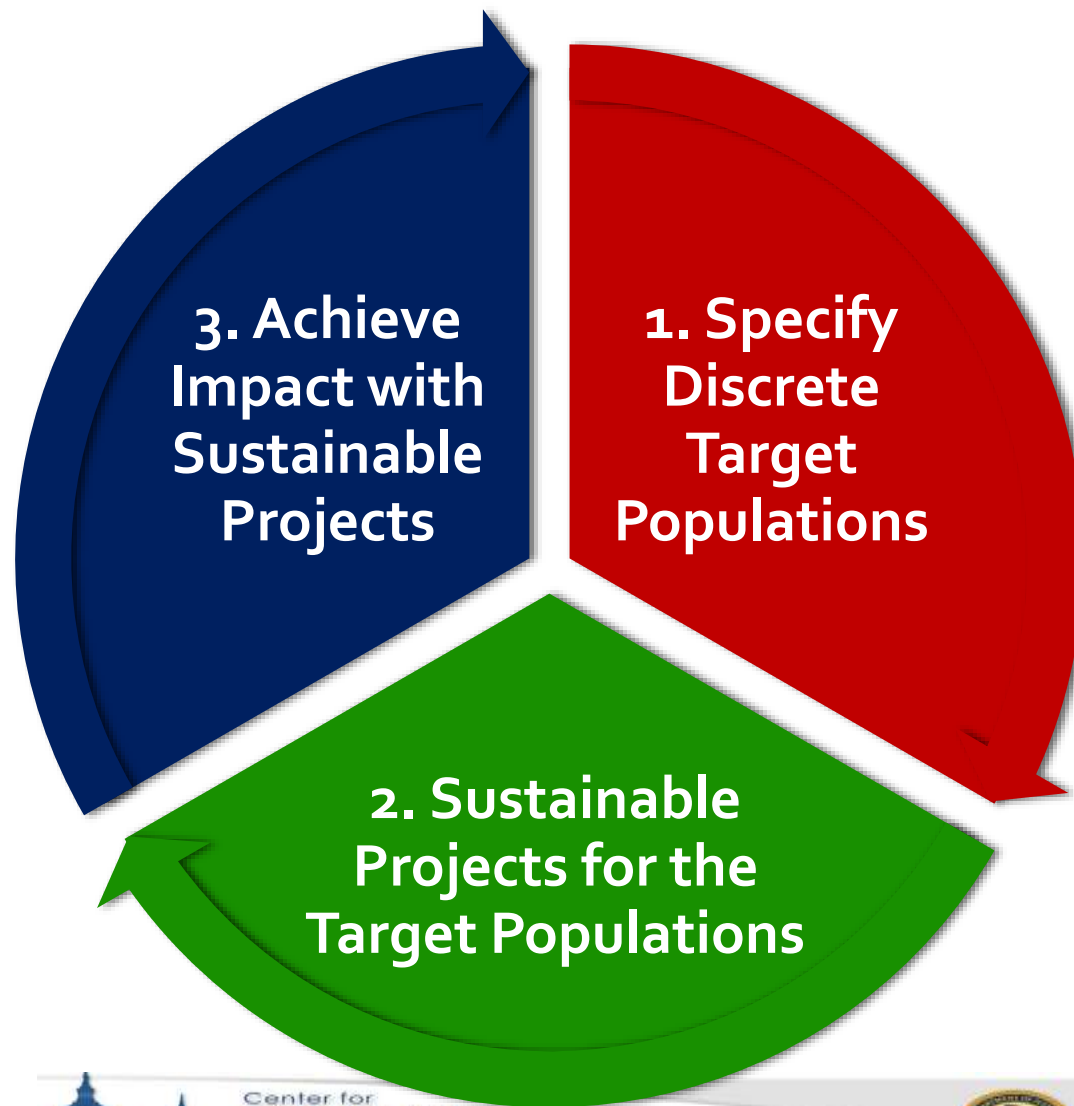 1. Specify
Discrete
Target
Populations
2. Sustainable
Projects for the
Target Populations
3. Achieve
Impact with
Sustainable
Projects
Center for